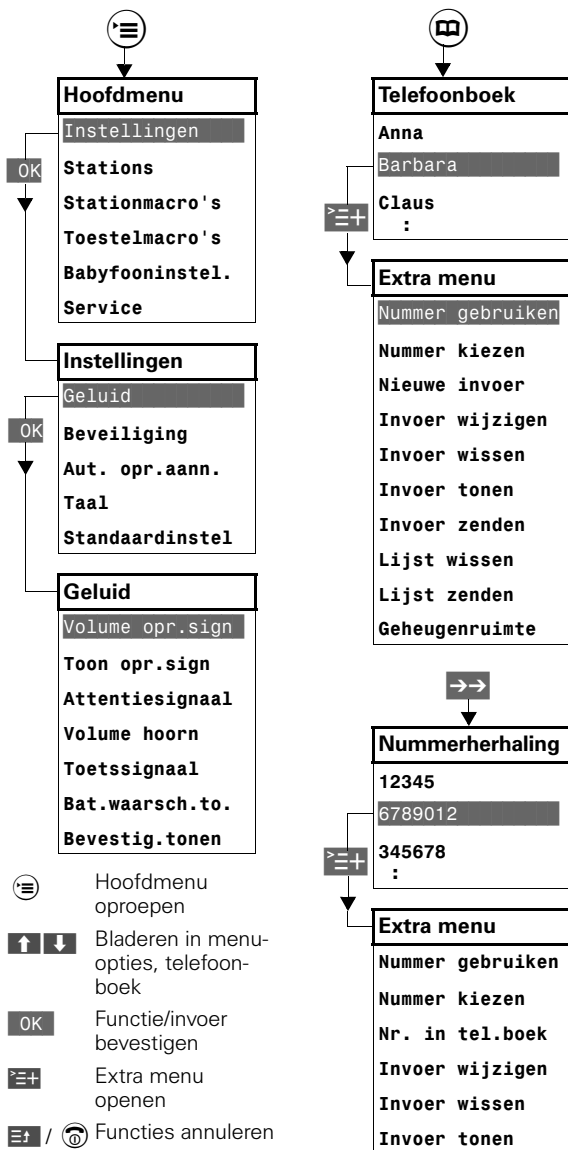 Hoofdmenu
Instellingen
OK
Stations
Stationmacro's
Toestelmacro's
Babyfooninstel.
Service
Instellingen
Geluid
OK
Beveiliging
Aut. opr.aann.
Taal
Standaardinstel
Geluid
Volume opr.sign
Toon opr.sign
Attentiesignaal
Volume hoorn
Toetssignaal
Bat.waarsch.to.
Bevestig.tonen
Hoofdmenu
oproepen
Bladeren in menu-
opties, telefoon-
boek
OK Functie/invoer
bevestigen
Extra menu
openen
/ Functies annuleren
Telefoonboek
Anna
Barbara
Claus
:
Extra menu
Nummer gebruiken
Nummer kiezen
Nieuwe invoer
Invoer wijzigen
Invoer wissen
Invoer tonen
Invoer zenden
Lijst wissen
Lijst zenden
Geheugenruimte
Nummerherhaling
12345
6789012
345678
:
Extra menu
Nummer gebruiken
Nummer kiezen
Nr. in tel.boek
Invoer wijzigen
Invoer wissen
Invoer tonen